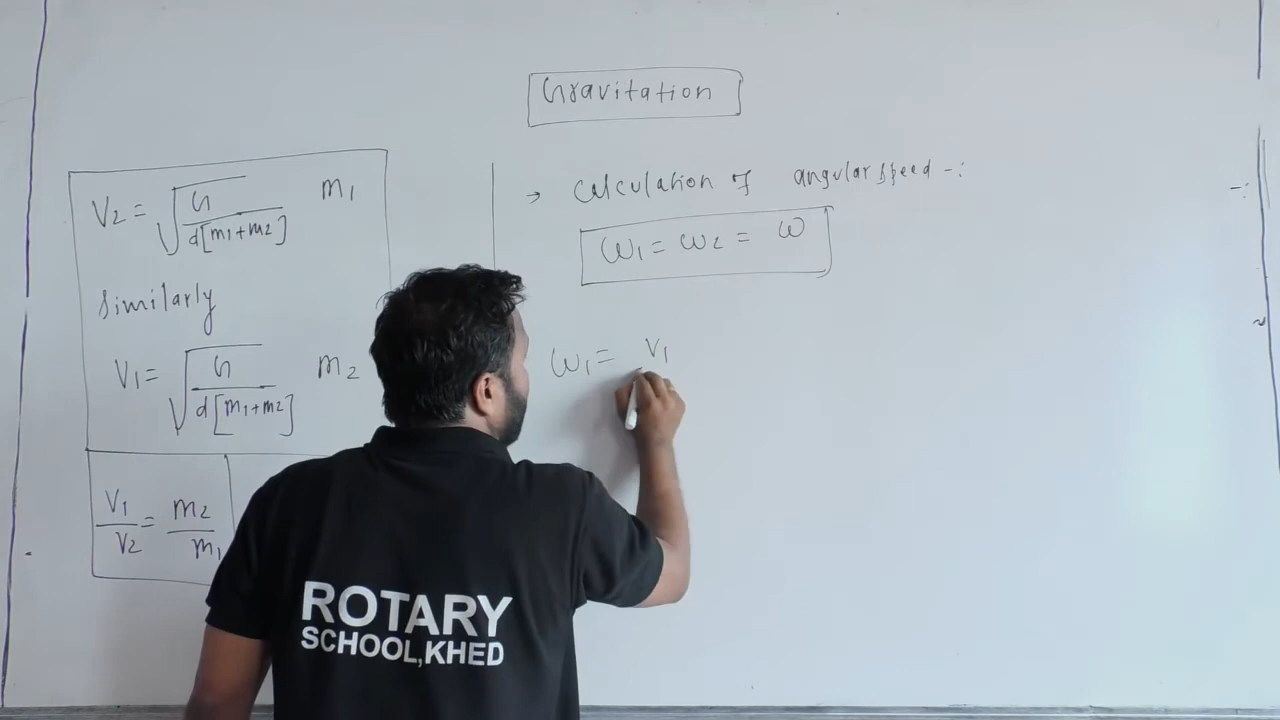 Gravitation
V2 = √G/d[m1+m2] m1
Similarly
V1 = √G/d[m1+m2] m2
V1/V2 = m2/m1
→ Calculation of angular speed -:
ω1 = ω2 = ω
ω1 = V1
ROTARY
SCHOOL,KHED